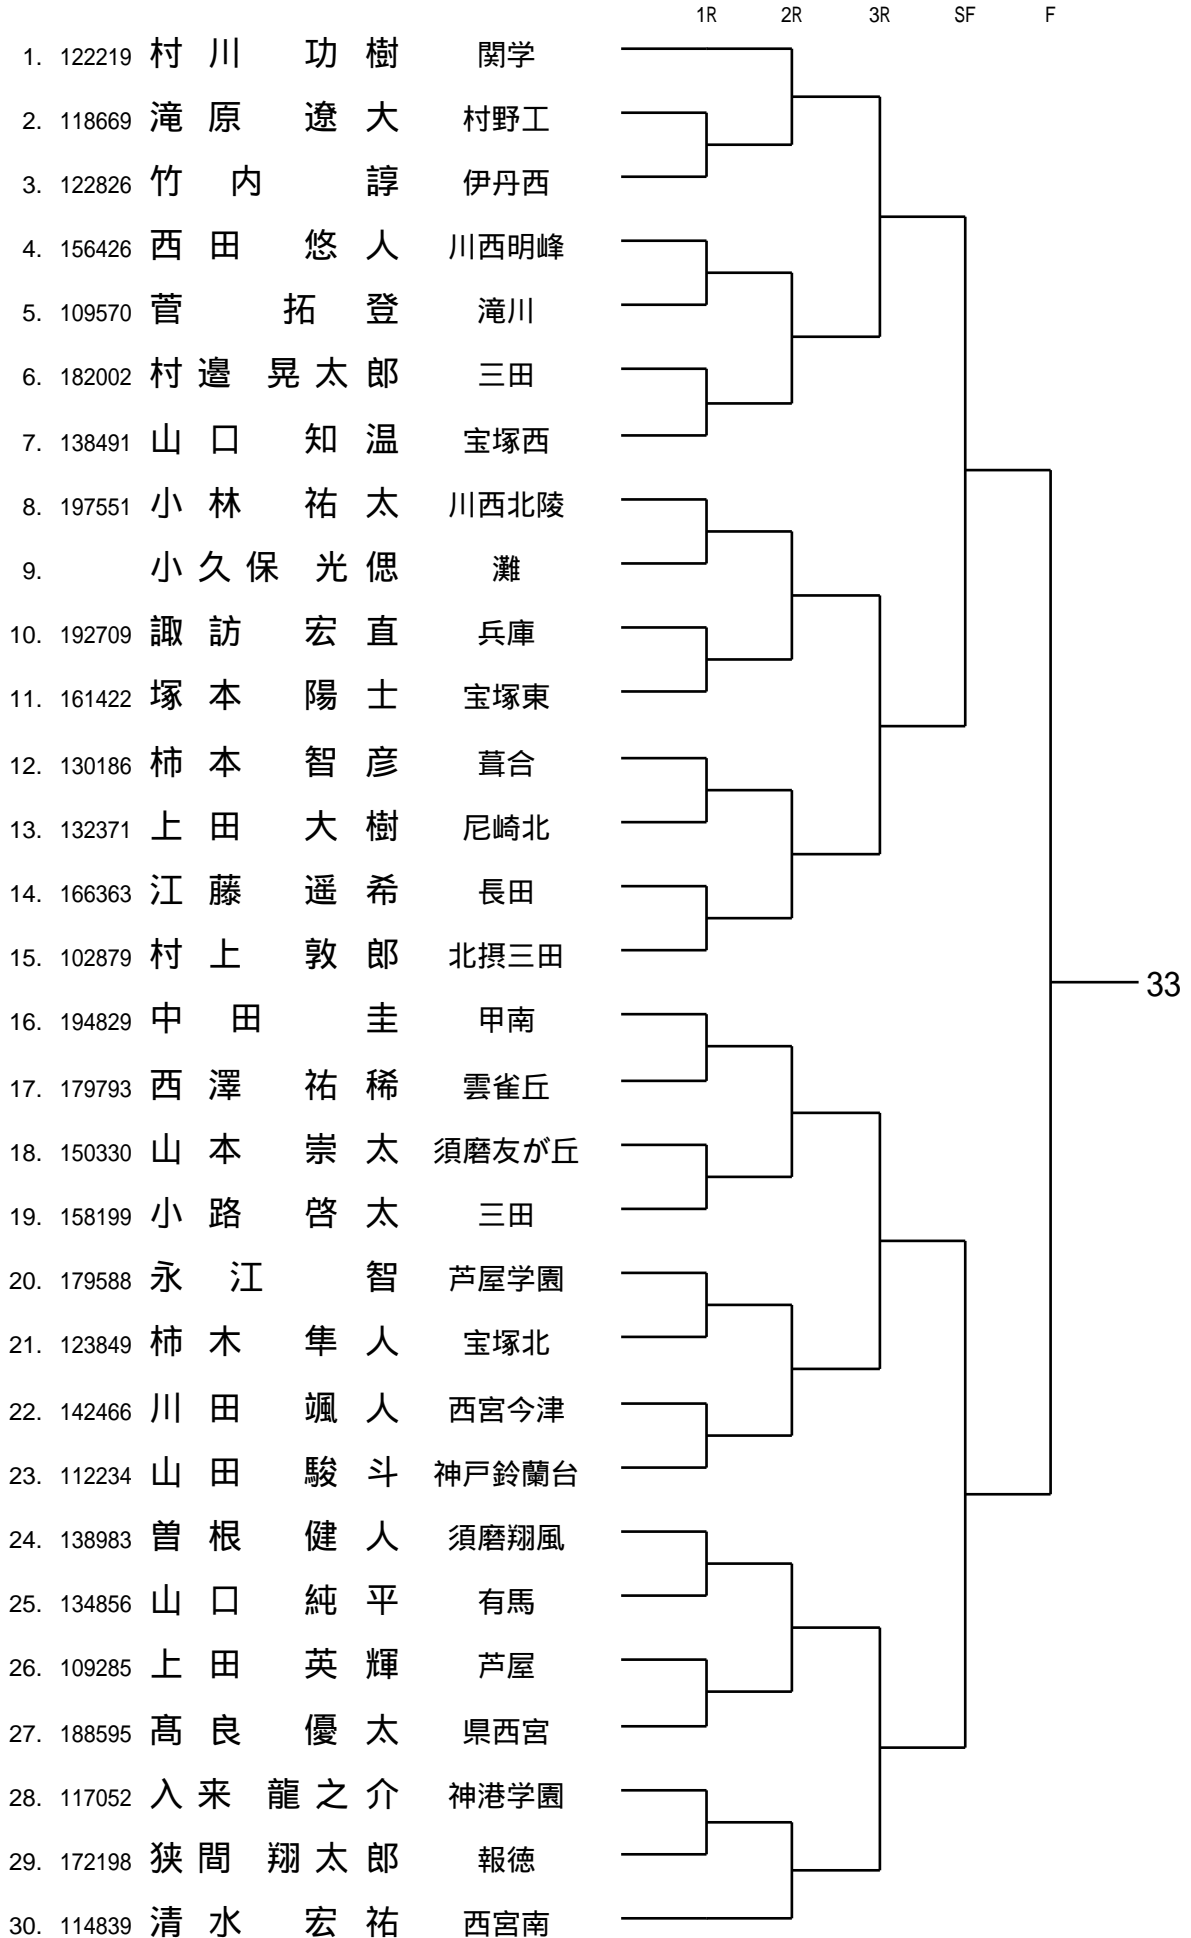 1R 2R 3R SF F
1. 122219 村川 功樹 関学
2. 118669 滝原 遼大 村野工
3. 122826 竹内 諄 伊丹西
4. 156426 西田 悠人 川西明峰
5. 109570 菅 拓登 滝川
6. 182002 村邉 晃太郎 三田
7. 138491 山口 知温 宝塚西
8. 197551 小林 祐太 川西北陵
9. 小久保 光偲 灘
10. 192709 諏訪 宏直 兵庫
11. 161422 塚本 陽士 宝塚東
12. 130186 柿本 智彦 葺合
13. 132371 上田 大樹 尼崎北
14. 166363 江藤 遥希 長田
15. 102879 村上 敦郎 北摂三田
33
16. 194829 中田 圭 甲南
17. 179793 西澤 祐稀 雲雀丘
18. 150330 山本 崇太 須磨友が丘
19. 158199 小路 啓太 三田
20. 179588 永江 智 芦屋学園
21. 123849 柿木 隼人 宝塚北
22. 142466 川田 颯人 西宮今津
23. 112234 山田 駿斗 神戸鈴蘭台
24. 138983 曽根 健人 須磨翔風
25. 134856 山口 純平 有馬
26. 109285 上田 英輝 芦屋
27. 188595 髙良 優太 県西宮
28. 117052 入来 龍之介 神港学園
29. 172198 狭間 翔太郎 報徳
30. 114839 清水 宏祐 西宮南